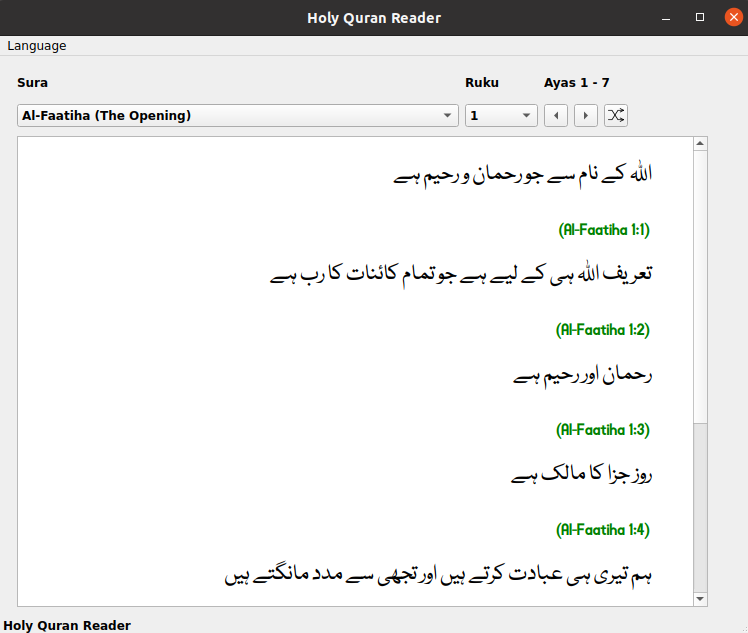 Holy Quran Reader
Language
Sura Ruku Ayas 1 - 7
Al-Faatiha (The Opening) 1
اللہ کے نام سے جو رحمان و رحیم ہے
(Al-Faatiha 1:1)
تعریف اللہ ہی کے لیے ہے جو تمام کائنات کا رب ہے
(Al-Faatiha 1:2)
رحمان اور رحیم ہے
(Al-Faatiha 1:3)
روز جزا کا مالک ہے
(Al-Faatiha 1:4)
ہم تیری ہی عبادت کرتے ہیں اور تجھی سے مدد مانگتے ہیں
Holy Quran Reader